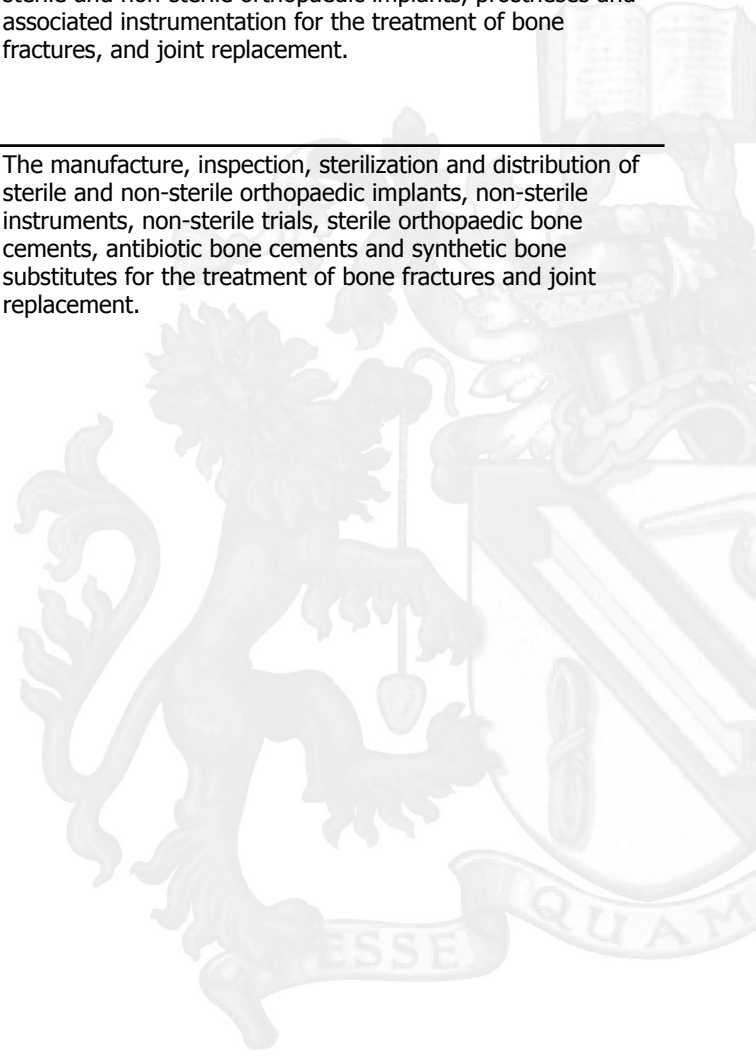 sterile and non-sterile orthopaedic implants, prostheses and
associated instrumentation for the treatment of bone
fractures, and joint replacement.
The manufacture, inspection, sterilization and distribution of
sterile and non-sterile orthopaedic implants, non-sterile
instruments, non-sterile trials, sterile orthopaedic bone
cements, antibiotic bone cements and synthetic bone
substitutes for the treatment of bone fractures and joint
replacement.
ESSE QUAM